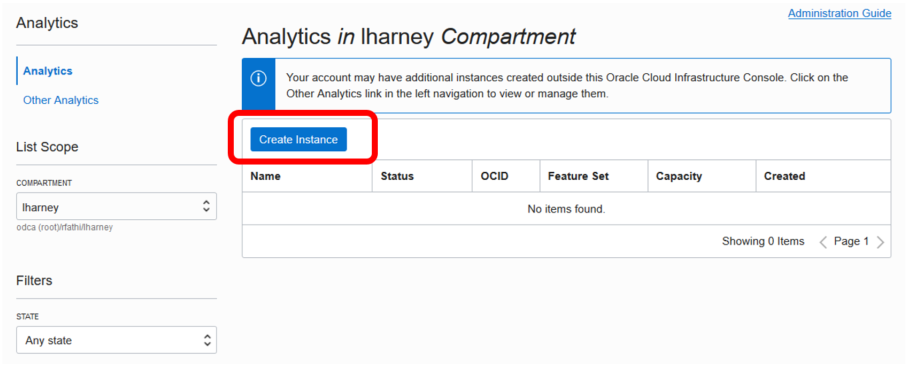 Analytics
Analytics
Other Analytics
List Scope
COMPARTMENT
lharney
odca (root)/rfathi/lharney
Filters
STATE
Any state
Administration Guide
Analytics in lharney Compartment
Your account may have additional instances created outside this Oracle Cloud Infrastructure Console. Click on the
Other Analytics link in the left navigation to view or manage them.
Create Instance
Name Status OCID Feature Set Capacity Created
No items found.
Showing 0 Items Page 1